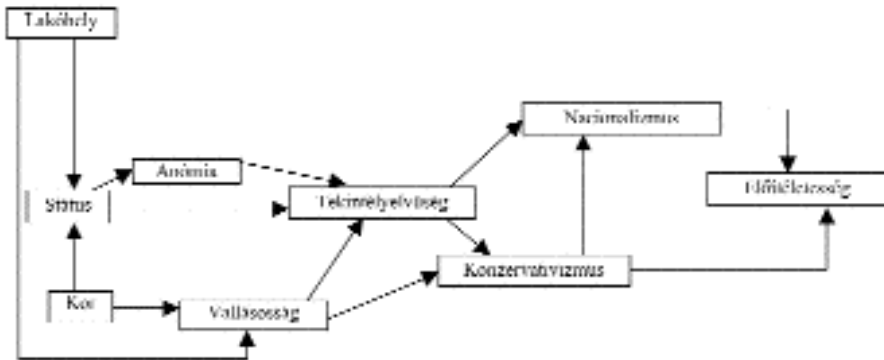 Lakóhely
Nacionalizmus
Anómia
Előítéletesség
Státus
Tekintélyelvűség
Konzervativizmus
Kor
Vallásosság